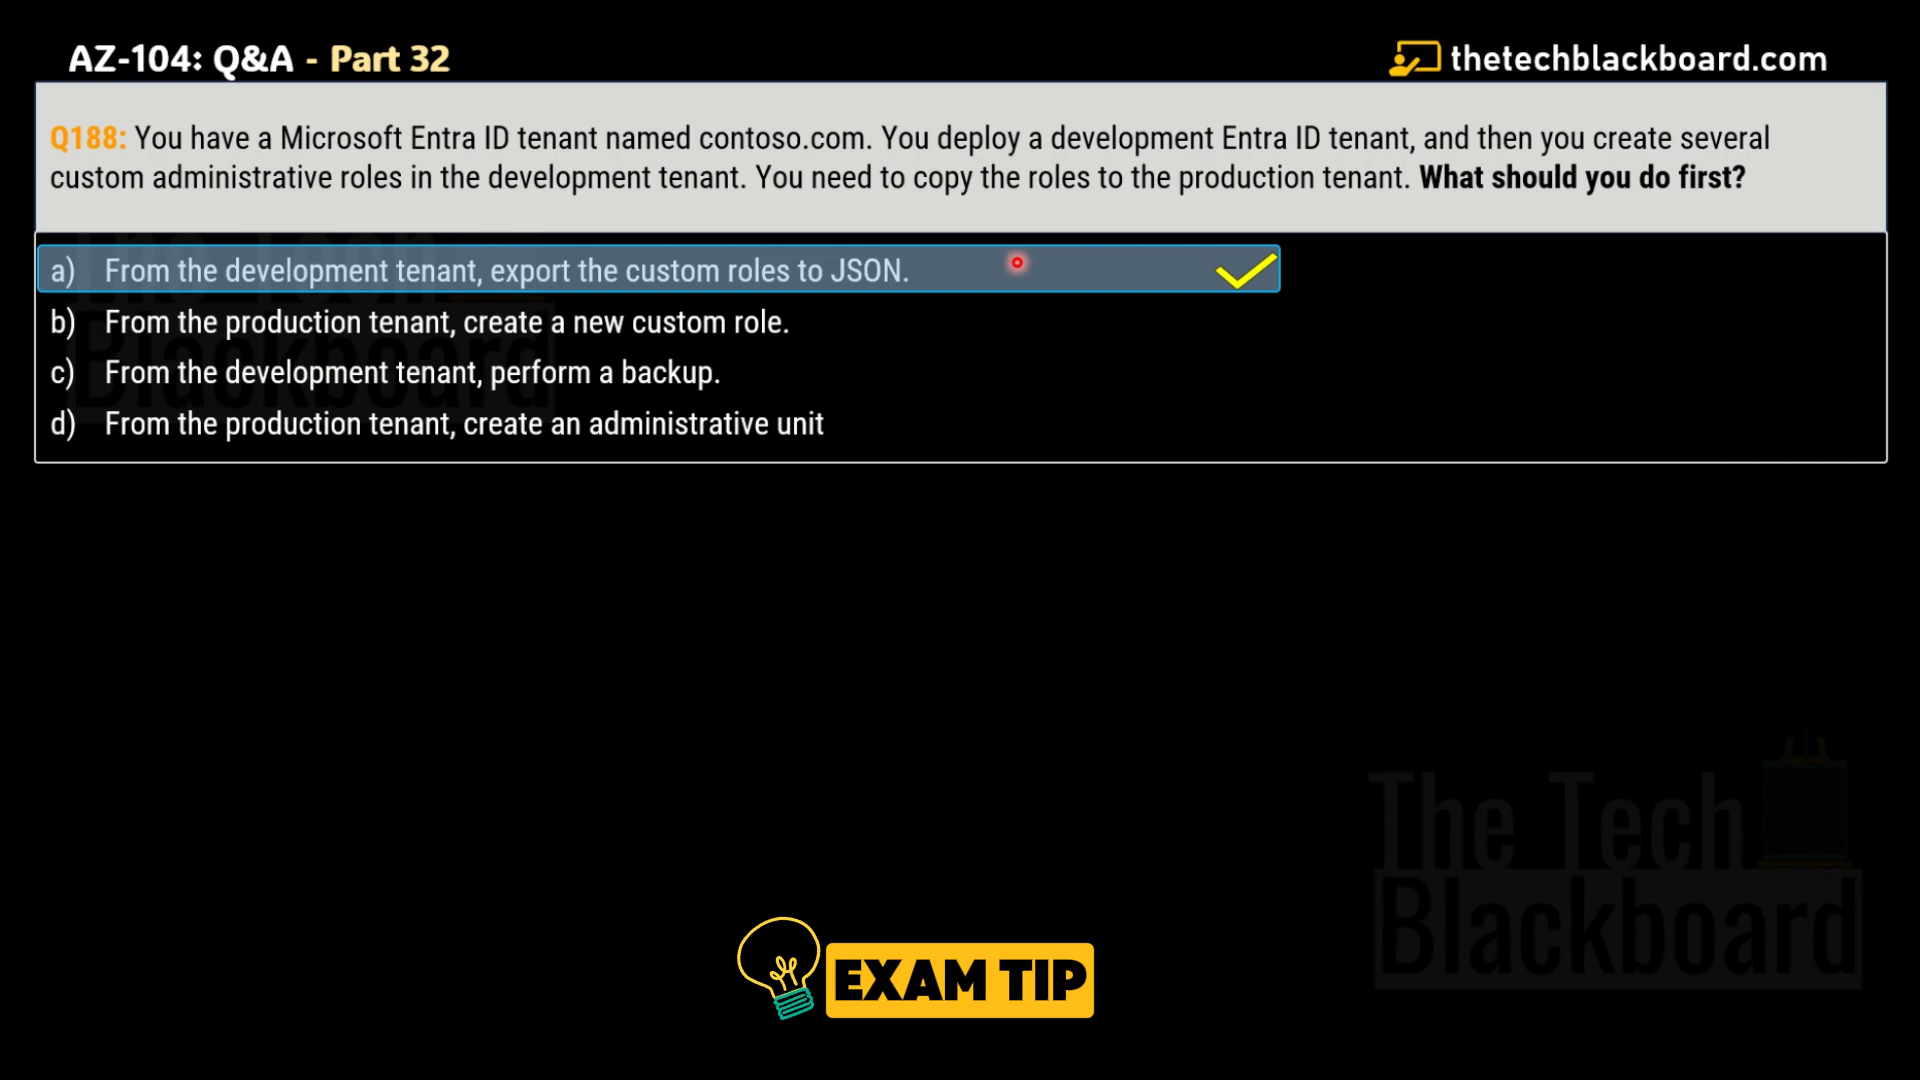 AZ-104: Q&A - Part 32
thetechblackboard.com
Q188: You have a Microsoft Entra ID tenant named contoso.com. You deploy a development Entra ID tenant, and then you create several
custom administrative roles in the development tenant. You need to copy the roles to the production tenant. What should you do first?
a) From the development tenant, export the custom roles to JSON.
b) From the production tenant, create a new custom role.
c) From the development tenant, perform a backup.
d) From the production tenant, create an administrative unit
The Tech
Blackboard
The Tech
Blackboard
EXAM TIP